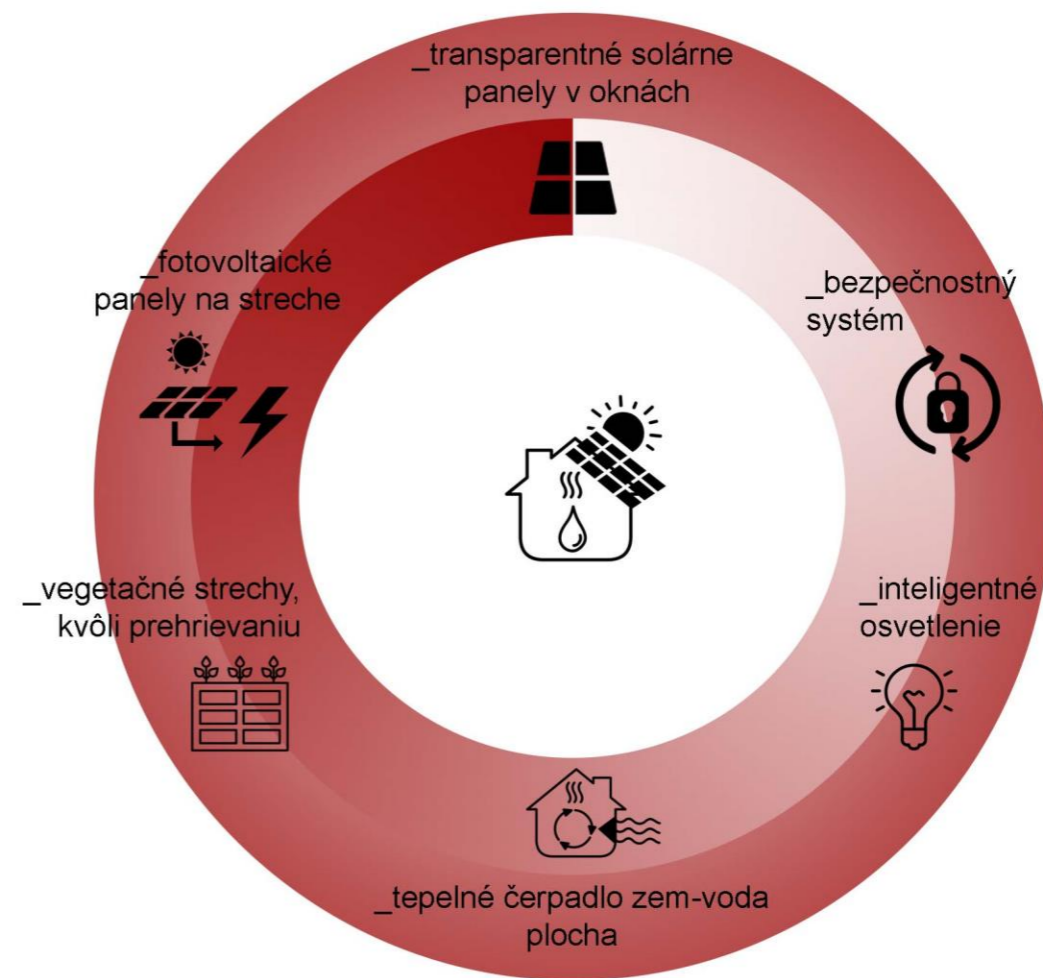 _transparentné solárne
panely v oknách
_fotovoltaické
panely na streche
_bezpečnostný
systém
_vegetačné strechy,
kvôli prehrievaniu
_inteligentné
osvetlenie
_tepelné čerpadlo zem-voda
plocha